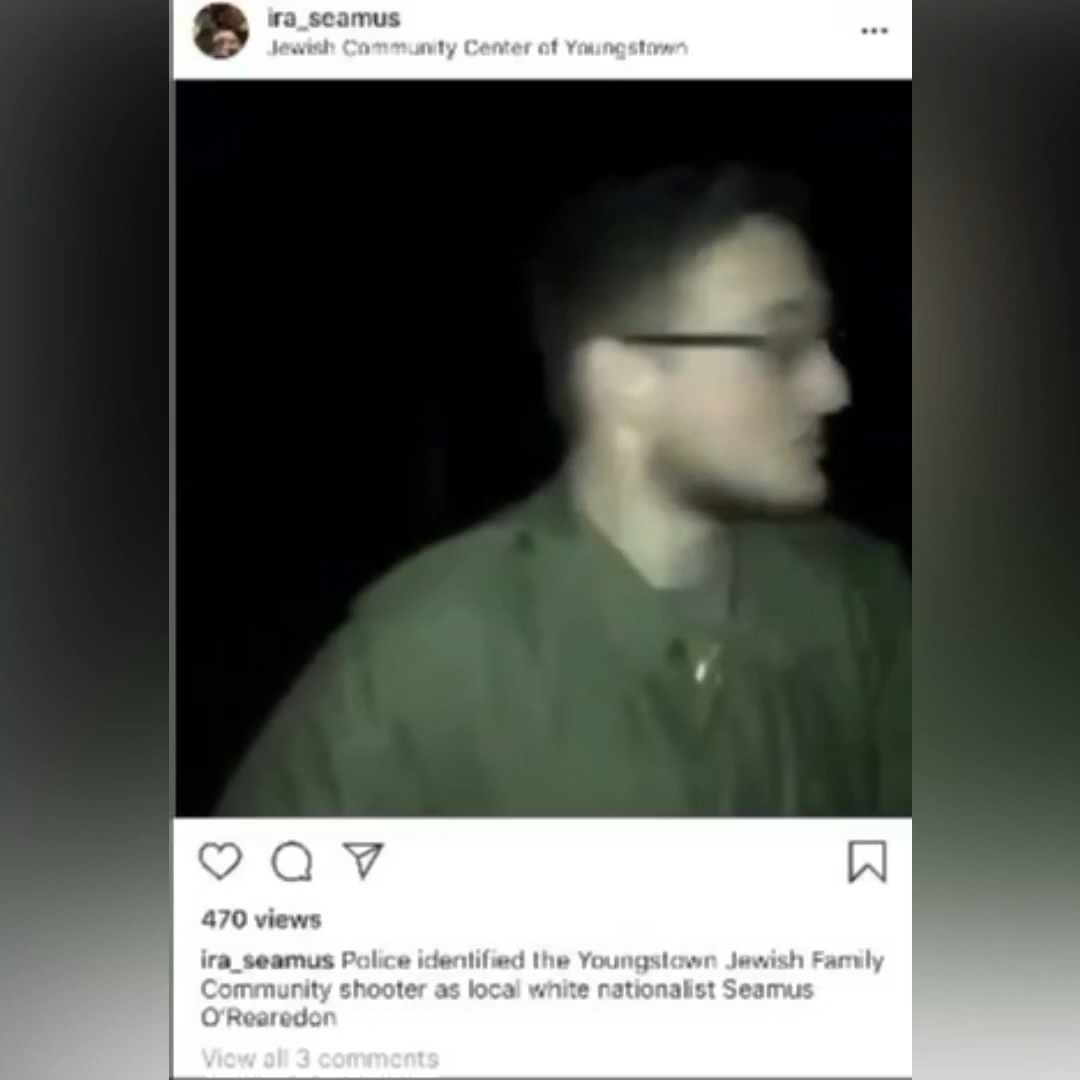 ira_seamus
Jewish Community Center of Youngstown
470 views
ira_seamus Police identified the Youngstown Jewish Family
Community shooter as local white nationalist Seamus
O'Rearedon
View all 3 comments